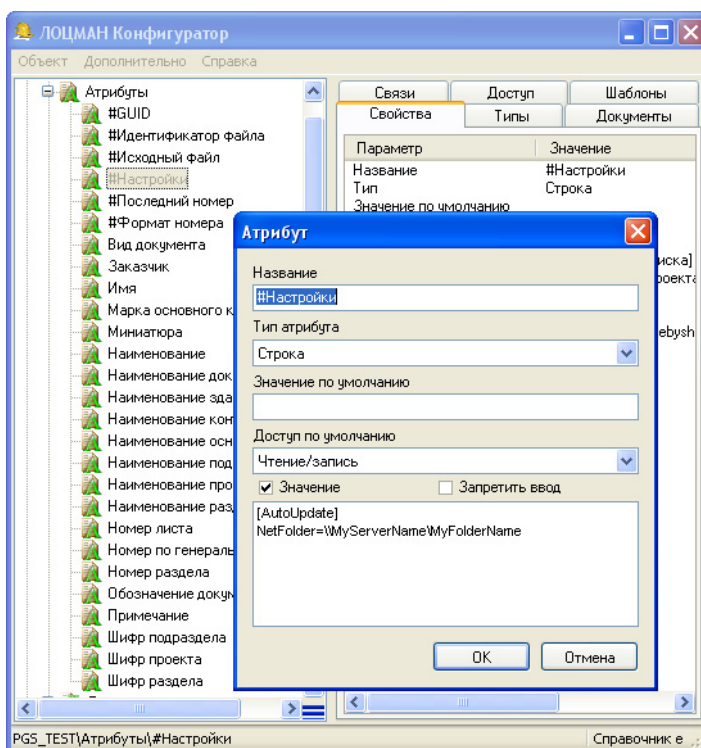 ЛОЦМАН Конфигуратор
Объект Дополнительно Справка
Атрибуты
#GUID
#Идентификатор файла
#Исходный файл
#Настройки
#Последний номер
#Формат номера
Вид документа
Заказчик
Имя
Марка основного к
Миниатюра
Наименование
Наименование док
Наименование зда
Наименование кон
Наименование осн
Наименование под
Наименование про
Наименование раз
Номер листа
Номер по генераль
Номер раздела
Обозначение докум
Примечание
Шифр подраздела
Шифр проекта
Шифр раздела
Связи Доступ Шаблоны
Свойства Типы Документы
Параметр Значение
Название #Настройки
Тип Строка
Значение по умолчанию
иска]
роекта
ebysh
Атрибут
Название
#Настройки
Тип атрибута
Строка
Значение по умолчанию
Доступ по умолчанию
Чтение/запись
Значение Запретить ввод
[AutoUpdate]
NetFolder=\\MyServerName\MyFolderName
OK Отмена
PGS_TEST\Атрибуты\#Настройки Справочник е